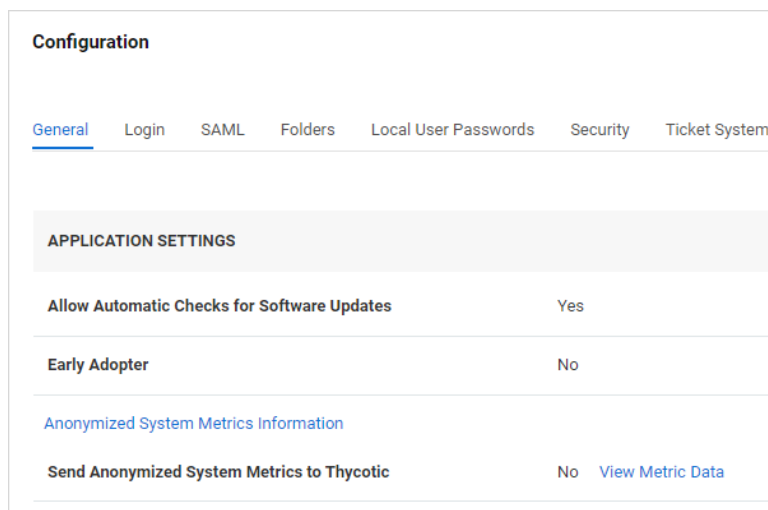 Configuration
General Login SAML Folders Local User Passwords Security Ticket System
APPLICATION SETTINGS
Allow Automatic Checks for Software Updates Yes
Early Adopter No
Anonymized System Metrics Information
Send Anonymized System Metrics to Thycotic No View Metric Data